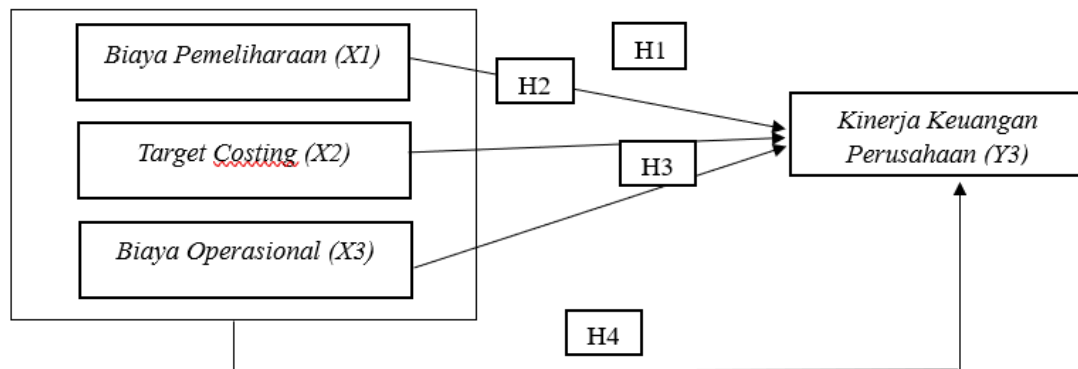 Biaya Pemeliharaan (X1)
H1
H2
Kinerja Keuangan
Perusahaan (Y3)
Target Costing (X2)
H3
Biaya Operasional (X3)
H4